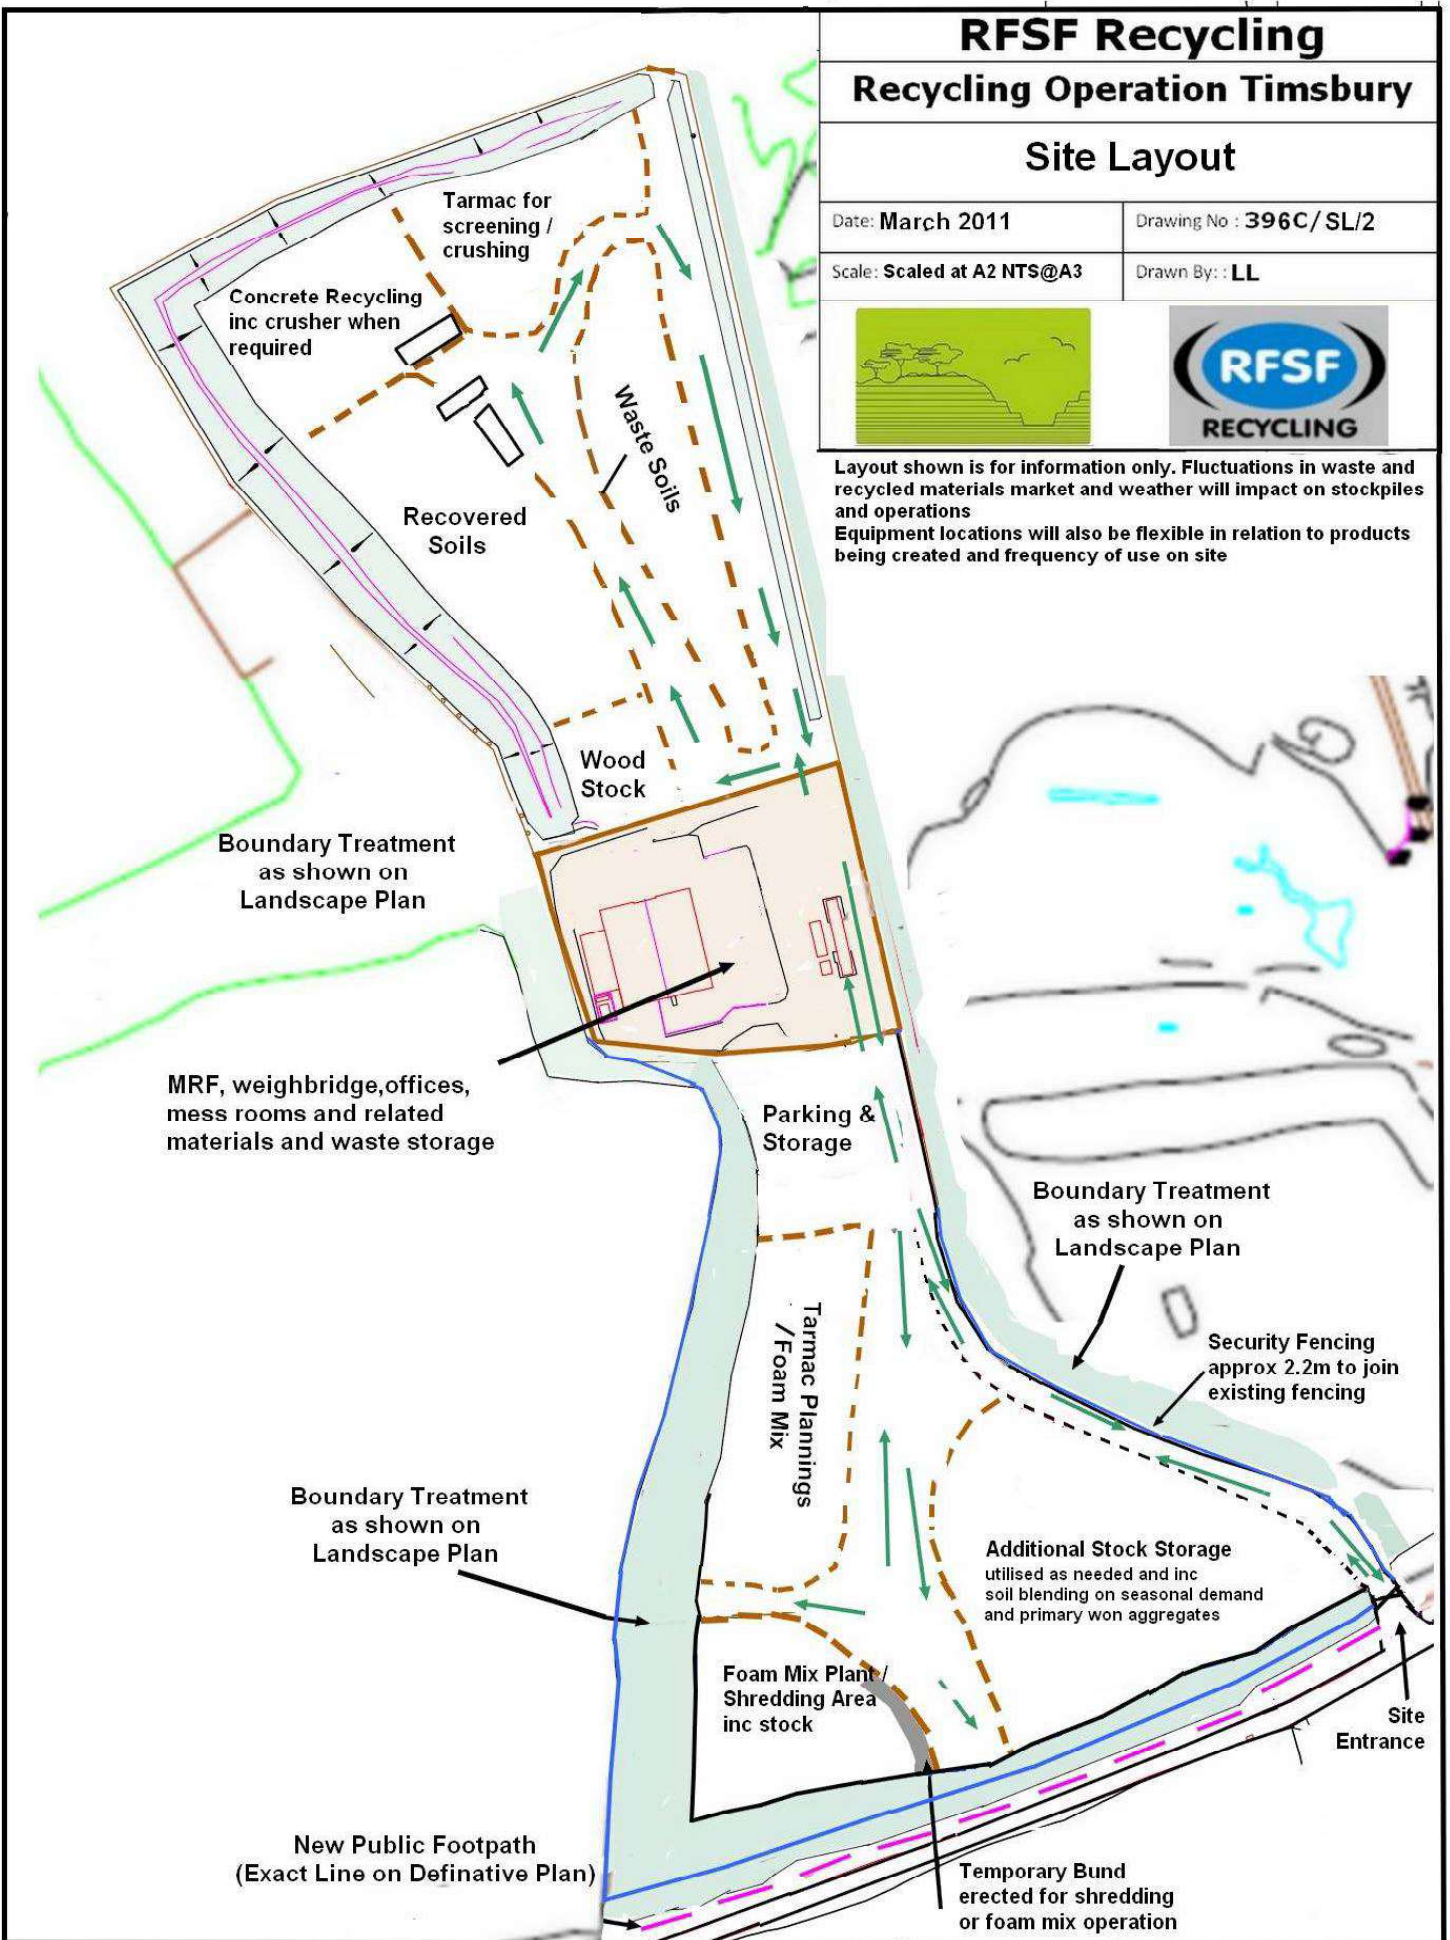 RFSF Recycling
Recycling Operation Timsbury
Site Layout
Date: March 2011
Drawing No : 396C/ SL/2
Scale: Scaled at A2 NTS@A3
Drawn By: : LL
RFSF
RECYCLING
Layout shown is for information only. Fluctuations in waste and
recycled materials market and weather will impact on stockpiles
and operations
Equipment locations will also be flexible in relation to products
being created and frequency of use on site
Tarmac for
screening /
crushing
Concrete Recycling
inc crusher when
required
Waste Soils
Recovered
Soils
Wood
Stock
Boundary Treatment
as shown on
Landscape Plan
MRF, weighbridge,offices,
mess rooms and related
materials and waste storage
Parking &
Storage
Boundary Treatment
as shown on
Landscape Plan
Security Fencing
approx 2.2m to join
existing fencing
Tarmac Plannings
/Foam Mix
Boundary Treatment
as shown on
Landscape Plan
Additional Stock Storage
utilised as needed and inc
soil blending on seasonal demand
and primary won aggregates
Foam Mix Plant /
Shredding Area
inc stock
Site
Entrance
New Public Footpath
(Exact Line on Definative Plan)
Temporary Bund
erected for shredding
or foam mix operation